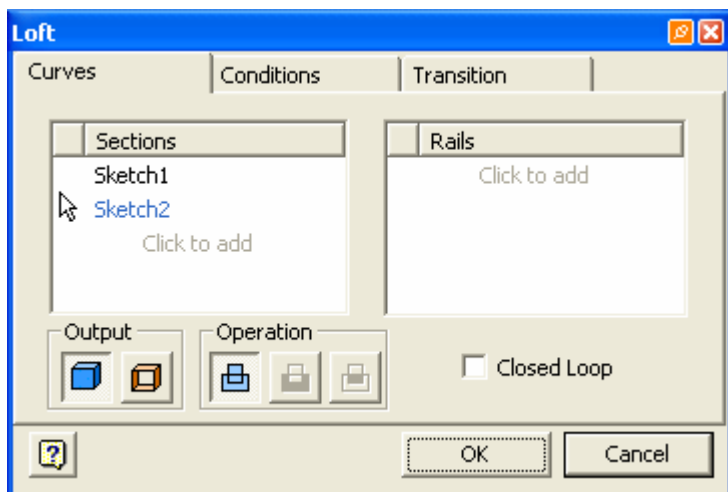 Loft
Curves Conditions Transition
Sections Rails
Sketch1 Click to add
Sketch2
Click to add
Output Operation
Closed Loop
? OK Cancel